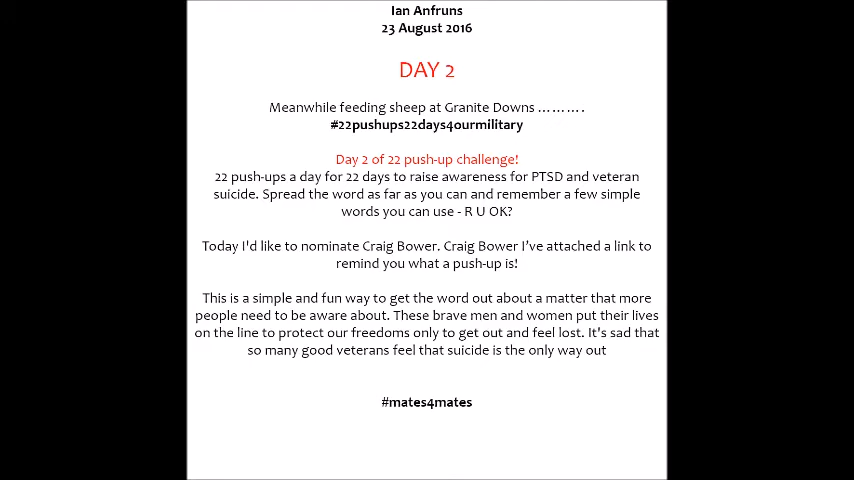 Ian Anfruns
23 August 2016
DAY 2
Meanwhile feeding sheep at Granite Downs ……….
#22pushups22days4ourmilitary
Day 2 of 22 push-up challenge!
22 push-ups a day for 22 days to raise awareness for PTSD and veteran
suicide. Spread the word as far as you can and remember a few simple
words you can use - R U OK?
Today I'd like to nominate Craig Bower. Craig Bower I’ve attached a link to
remind you what a push-up is!
This is a simple and fun way to get the word out about a matter that more
people need to be aware about. These brave men and women put their lives
on the line to protect our freedoms only to get out and feel lost. It's sad that
so many good veterans feel that suicide is the only way out
#mates4mates